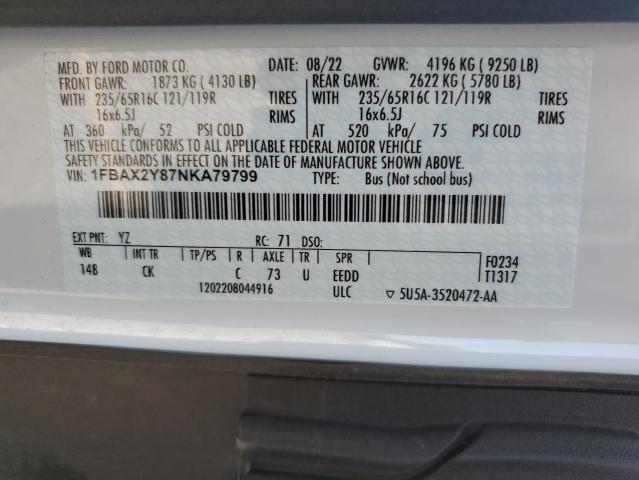 MFD. BY FORD MOTOR CO. DATE: 08/22 GVWR: 4196 KG ( 9250 LB)
FRONT GAWR: 1873 KG ( 4130 LB) REAR GAWR: 2622 KG ( 5780 LB)
WITH 235/65R16C 121/119R TIRES WITH 235/65R16C 121/119R TIRES
16x6.5J RIMS 16x6.5J RIMS
AT 360 kPa/ 52 PSI COLD AT 520 kPa/ 75 PSI COLD
THIS VEHICLE CONFORMS TO ALL APPLICABLE FEDERAL MOTOR VEHICLE
SAFETY STANDARDS IN EFFECT ON THE DATE OF MANUFACTURE SHOWN ABOVE.
VIN: 1FBAX2Y87NKA79799 TYPE: Bus (Not school bus)
EXT PNT: YZ RC: 71 DSO:
WB INT TR TP/PS R AXLE TR SPR F0234
148 CK C 73 U EEDD T1317
1202208044916 ULC ▽ 5U5A-3520472-AA